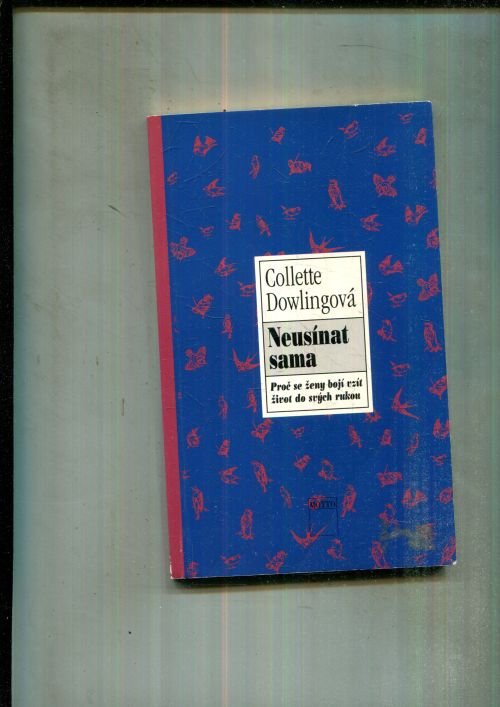 Collette
Dowlingová
Neusínat
sama
Proč se ženy bojí vzít
život do svých rukou
MOTTO